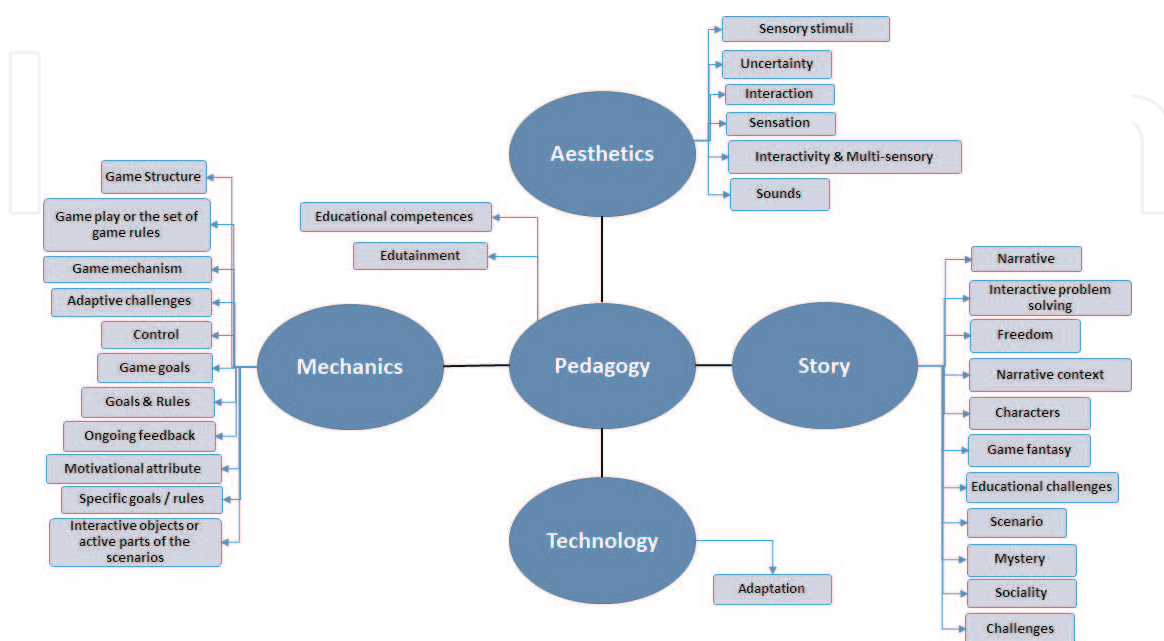 Sensory stimuli
Uncertainty
Interaction
Sensation
Interactivity & Multi-sensory
Sounds
Aesthetics
Educational competences
Edutainment
Game Structure
Game play or the set of
game rules
Game mechanism
Adaptive challenges
Control
Game goals
Goals & Rules
Ongoing feedback
Motivational attribute
Specific goals / rules
Interactive objects or
active parts of the
scenarios
Mechanics
Pedagogy
Story
Narrative
Interactive problem
solving
Freedom
Narrative context
Characters
Game fantasy
Educational challenges
Scenario
Mystery
Sociality
Challenges
Technology
Adaptation